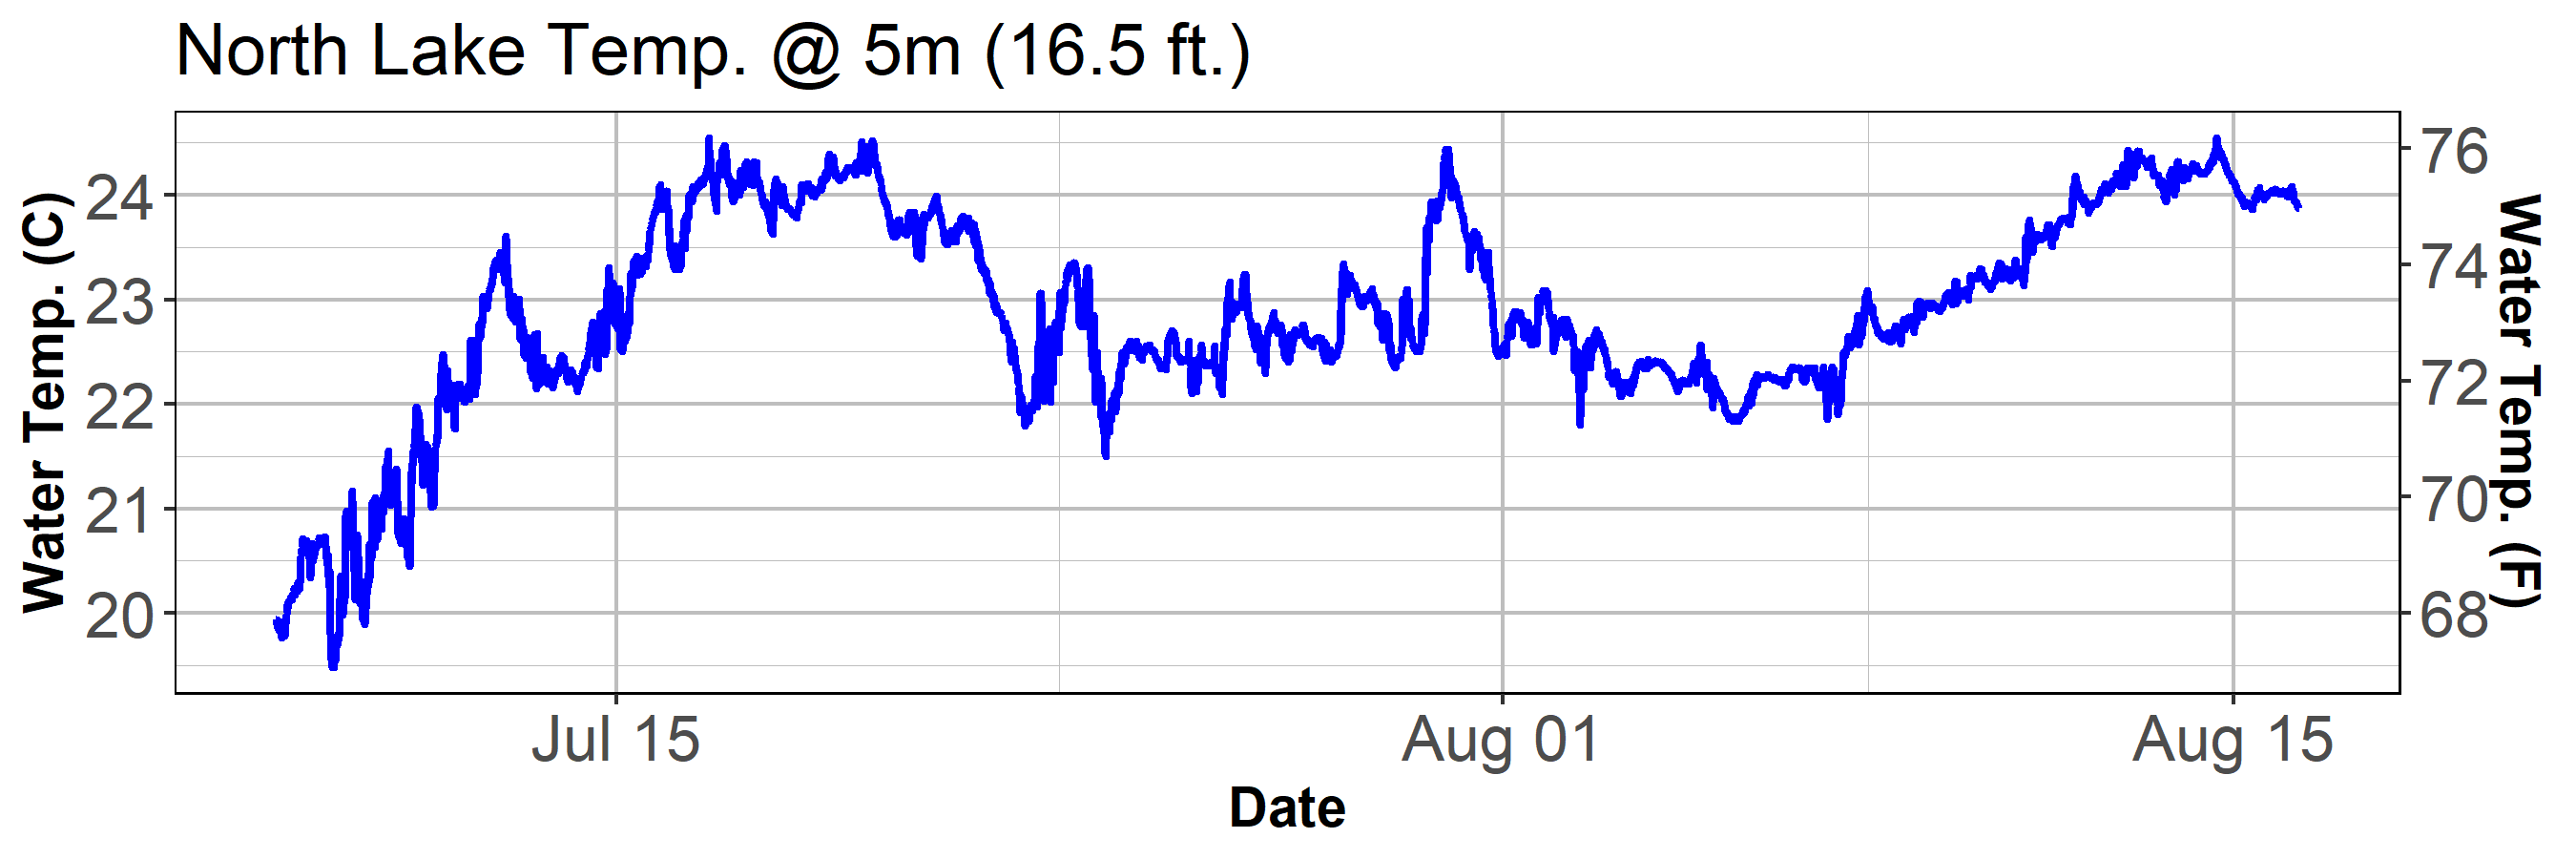 North Lake Temp. @ 5m (16.5 ft.)
Water Temp. (C)
24
23
22
21
20
76
74
72
70
68
Water Temp. (F)
Jul 15
Aug 01
Aug 15
Date